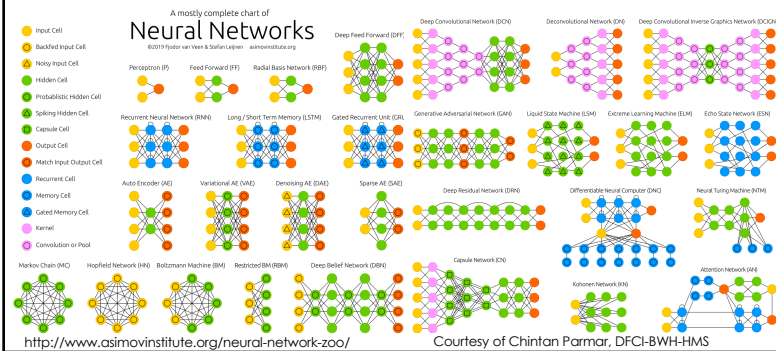 A mostly complete chart of
Neural Networks
©2019 Fjodor van Veen & Stefan Leijnen asimovinstitute.org
Input Cell
Backfed Input Cell
Noisy Input Cell
Hidden Cell
Probablistic Hidden Cell
Spiking Hidden Cell
Capsule Cell
Output Cell
Match Input Output Cell
Recurrent Cell
Memory Cell
Gated Memory Cell
Kernel
Convolution or Pool
Perceptron (P)
Feed Forward (FF)
Radial Basis Network (RBF)
Deep Feed Forward (DFF)
Deep Convolutional Network (DCN)
Deconvolutional Network (DN)
Deep Convolutional Inverse Graphics Network (DCIGN
Recurrent Neural Network (RNN)
Long / Short Term Memory (LSTM)
Gated Recurrent Unit (GRU
Generative Adversarial Network (GAN)
Liquid State Machine (LSM)
Extreme Learning Machine (ELM)
Echo State Network (ESN)
Auto Encoder (AE)
Variational AE (VAE)
Denoising AE (DAE)
Sparse AE (SAE)
Deep Residual Network (DRN)
Differentiable Neural Computer (DNC)
Neural Turing Machine (NTM)
Markov Chain (MC)
Hopfield Network (HN)
Boltzmann Machine (BM)
Restricted BM (RBM)
Deep Belief Network (DBN)
Capsule Network (CN)
Kohonen Network (KN)
Attention Network (AN)
http://www.asimovinstitute.org/neural-network-zoo/
Courtesy of Chintan Parmar, DFCI-BWH-HMS